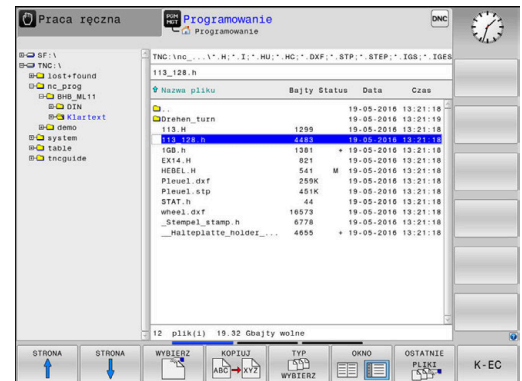 Praca ręczna
PGM MGT Programowanie
Programowanie
DNC
SF:\
TNC:\
lost+found
nc_prog
BHB_ML11
DIN
Klartext
demo
system
table
tncguide
TNC:\nc_...\*.H;*.I;*.HU;*.HC;*.DXF;*.STP;*.STEP;*.IGS;*.IGES
113_128.h
Nazwa pliku Bajty Status Data Czas
.. 19-05-2016 13:21:18
Drehen_turn 19-05-2016 13:21:19
113.H 1299 19-05-2016 13:21:18
113_128.h 4483 19-05-2016 13:21:18
1GB.h 1381 + 19-05-2016 13:21:18
EX14.H 821 19-05-2016 13:21:18
HEBEL.H 541 M 19-05-2016 13:21:18
Pleuel.dxf 259K 19-05-2016 13:21:18
Pleuel.stp 451K 19-05-2016 13:21:18
STAT.h 44 19-05-2016 13:21:18
wheel.dxf 16573 19-05-2016 13:21:18
_Stempel_stamp.h 6778 19-05-2016 13:21:18
__Halteplatte_holder_... 4655 + 19-05-2016 13:21:18
12 plik(i) 19.32 Gbajty wolne
STRONA
STRONA
WYBIERZ
KOPIUJ
ABC XYZ
TYP
WYBIERZ
OKNO
OSTATNIE
PLIKI
K-EC